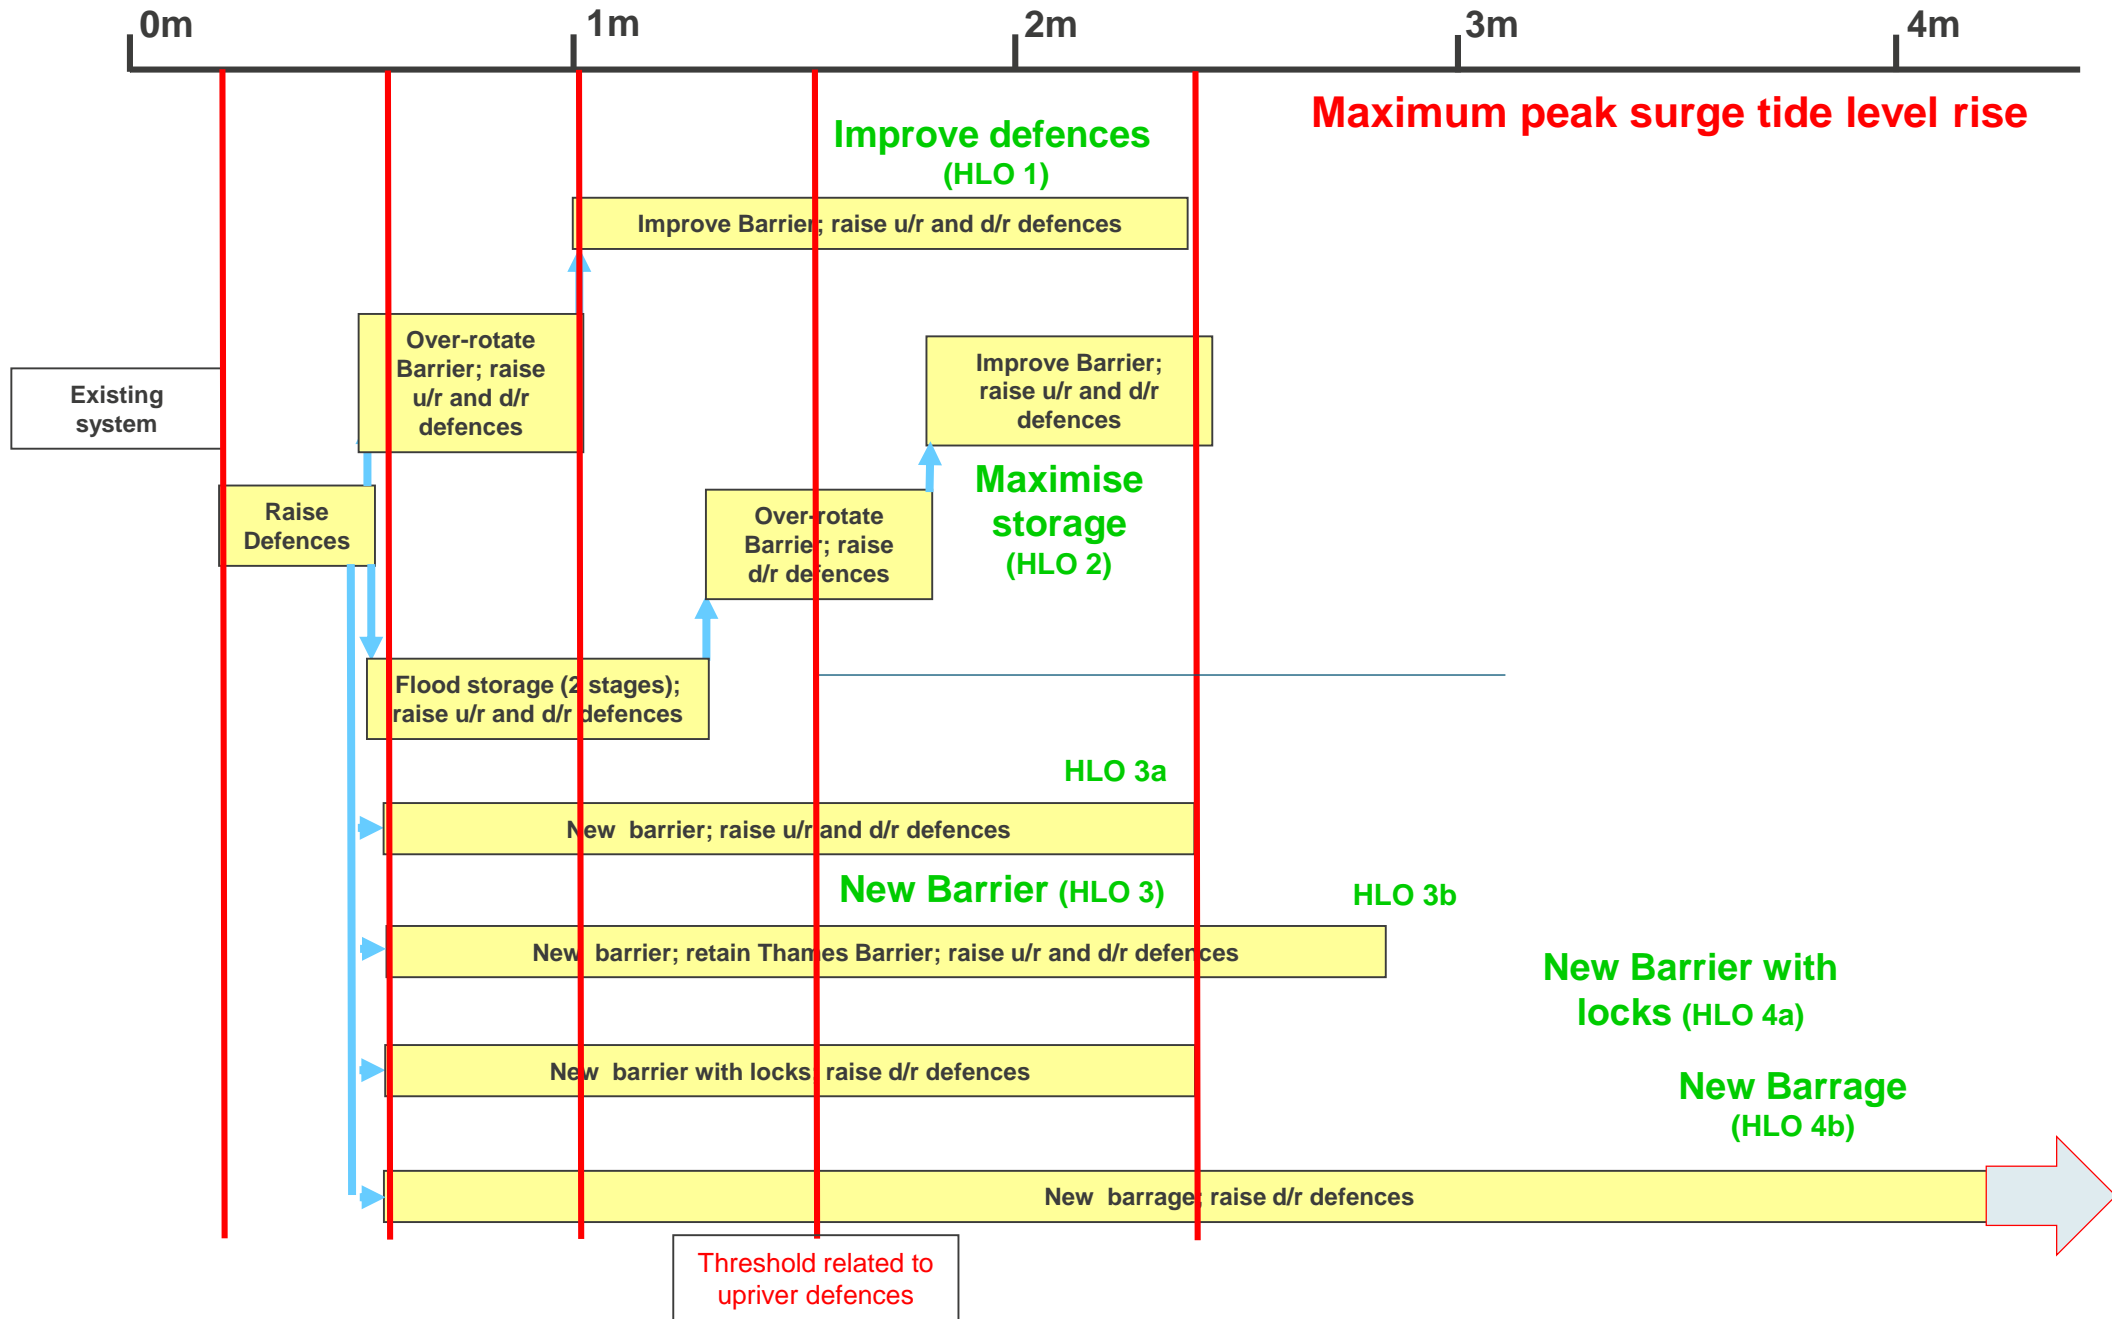 0m
1m
2m
3m
4m
Maximum peak surge tide level rise
Improve defences
(HLO 1)
Improve Barrier; raise u/r and d/r defences
Over-rotate
Barrier; raise
u/r and d/r
defences
Improve Barrier;
raise u/r and d/r
defences
Existing
system
Maximise
storage
(HLO 2)
Raise
Defences
Over-rotate
Barrier; raise
d/r defences
Flood storage (2 stages);
raise u/r and d/r defences
HLO 3a
New barrier; raise u/r and d/r defences
New Barrier (HLO 3)
HLO 3b
New barrier; retain Thames Barrier; raise u/r and d/r defences
New Barrier with
locks (HLO 4a)
New barrier with locks; raise d/r defences
New Barrage
(HLO 4b)
New barrage; raise d/r defences
Threshold related to
upriver defences